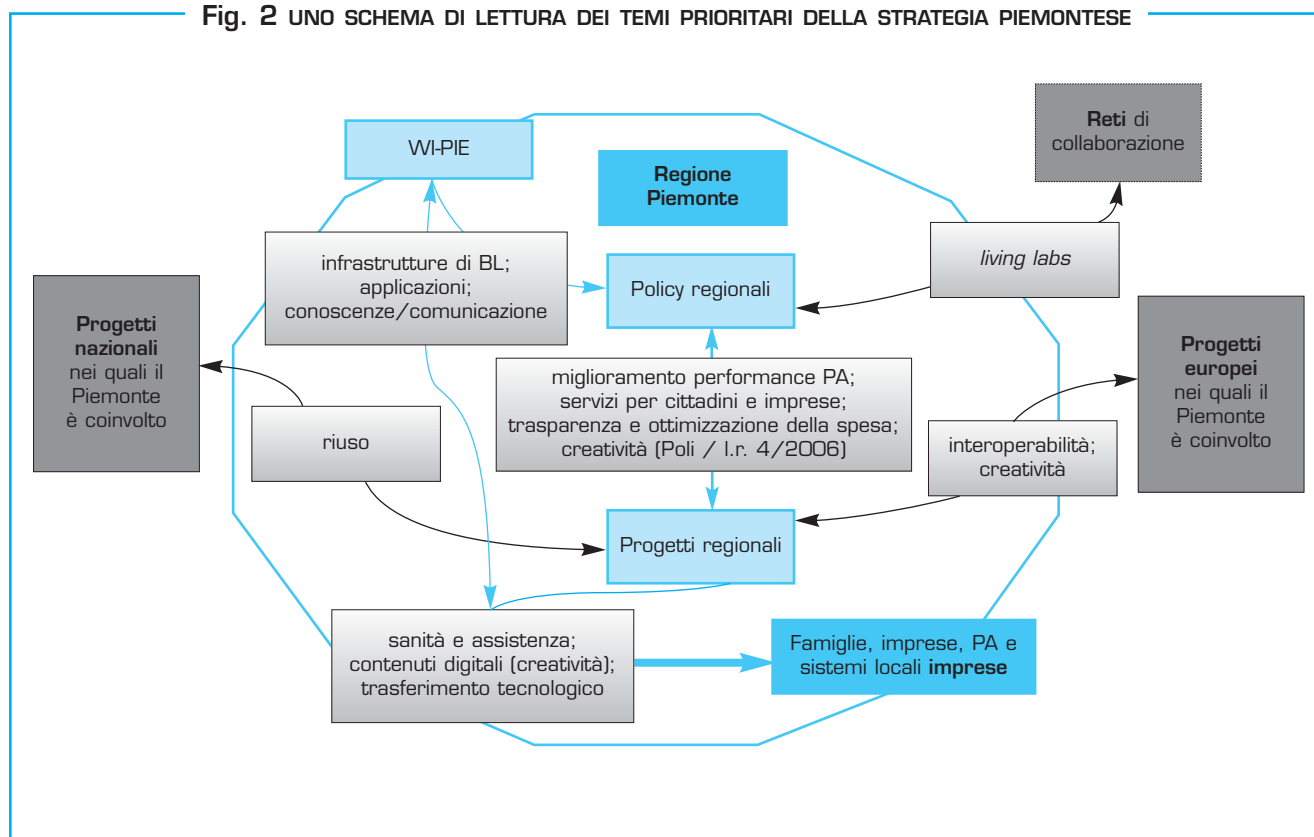 Fig. 2 UNO SCHEMA DI LETTURA DEI TEMI PRIORITARI DELLA STRATEGIA PIEMONTESE
WI-PIE
Regione
Piemonte
Reti di
collaborazione
infrastrutture di BL;
applicazioni;
conoscenze/comunicazione
Policy regionali
living labs
Progetti
nazionali
nei quali il
Piemonte
è coinvolto
miglioramento performance PA;
servizi per cittadini e imprese;
trasparenza e ottimizzazione della spesa;
creatività (Poli / l.r. 4/2006)
Progetti
europei
nei quali il
Piemonte
è coinvolto
riuso
interoperabilità;
creatività
Progetti regionali
sanità e assistenza;
contenuti digitali (creatività);
trasferimento tecnologico
Famiglie, imprese, PA e
sistemi locali imprese